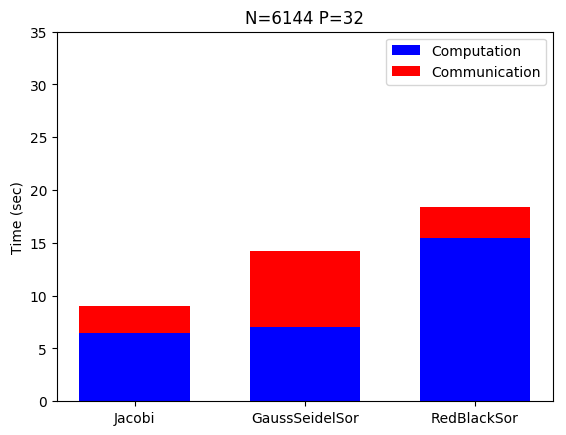 N=6144 P=32
Computation
Communication
Time (sec)
35
30
25
20
15
10
5
0
Jacobi
GaussSeidelSor
RedBlackSor